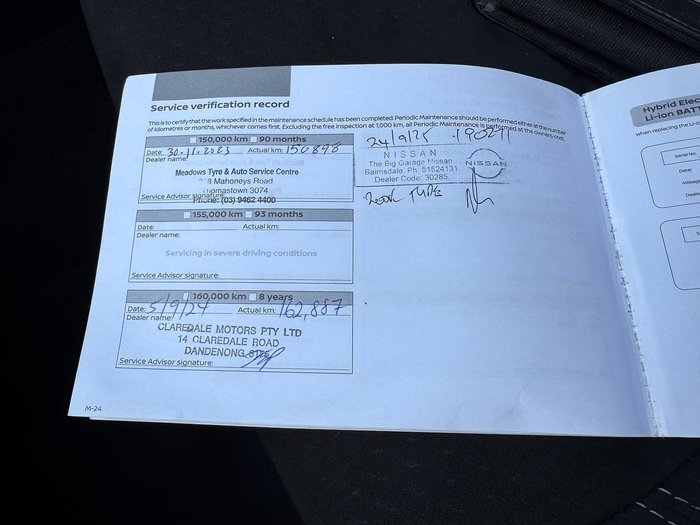 Service verification record
This is to certify that the work specified in the maintenance schedule has been completed. Periodic Maintenance should be performed either at the number
of kilometres or months, whichever comes first. Excluding the free inspection at 1,000 km, all Periodic Maintenance is performed at the owners cost.
150,000 km 90 months
Date: 30.11.2023 Actual km: 150898
Dealer name:
Meadows Tyre & Auto Service Centre
Mahoneys Road
Thomastown 3074
Service Advisor signature:
Phone: (03) 9462 4400
155,000 km 93 months
Date: Actual km:
Dealer name:
Servicing in severe driving conditions
Service Advisor signature:
160,000 km 8 years
Date: 5/9/24 Actual km: 162,887
Dealer name:
CLAREDALE MOTORS PTY LTD
14 CLAREDALE ROAD
DANDENONG
Service Advisor signature:
M-24
24/9/25
NISSAN
The Big Garage Nissan
Bairnsdale, Ph: 51524131
Dealer Code: 30285
NISSAN
Hybrid Elec
Li-ion BATT
When replacing the Li-ion
Serial No.
Date:
Mileag
Dealer